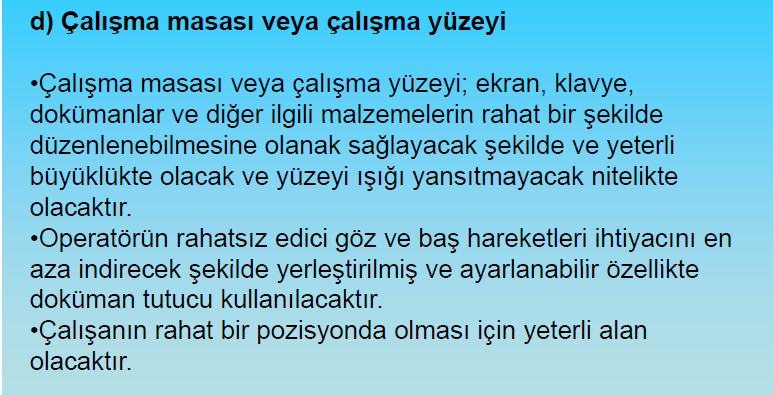 d) Çalışma masası veya çalışma yüzeyi
•Çalışma masası veya çalışma yüzeyi; ekran, klavye,
dokümanlar ve diğer ilgili malzemelerin rahat bir şekilde
düzenlenebilmesine olanak sağlayacak şekilde ve yeterli
büyüklükte olacak ve yüzeyi ışığı yansıtmayacak nitelikte
olacaktır.
•Operatörün rahatsız edici göz ve baş hareketleri ihtiyacını en
aza indirecek şekilde yerleştirilmiş ve ayarlanabilir özellikte
doküman tutucu kullanılacaktır.
•Çalışanın rahat bir pozisyonda olması için yeterli alan
olacaktır.